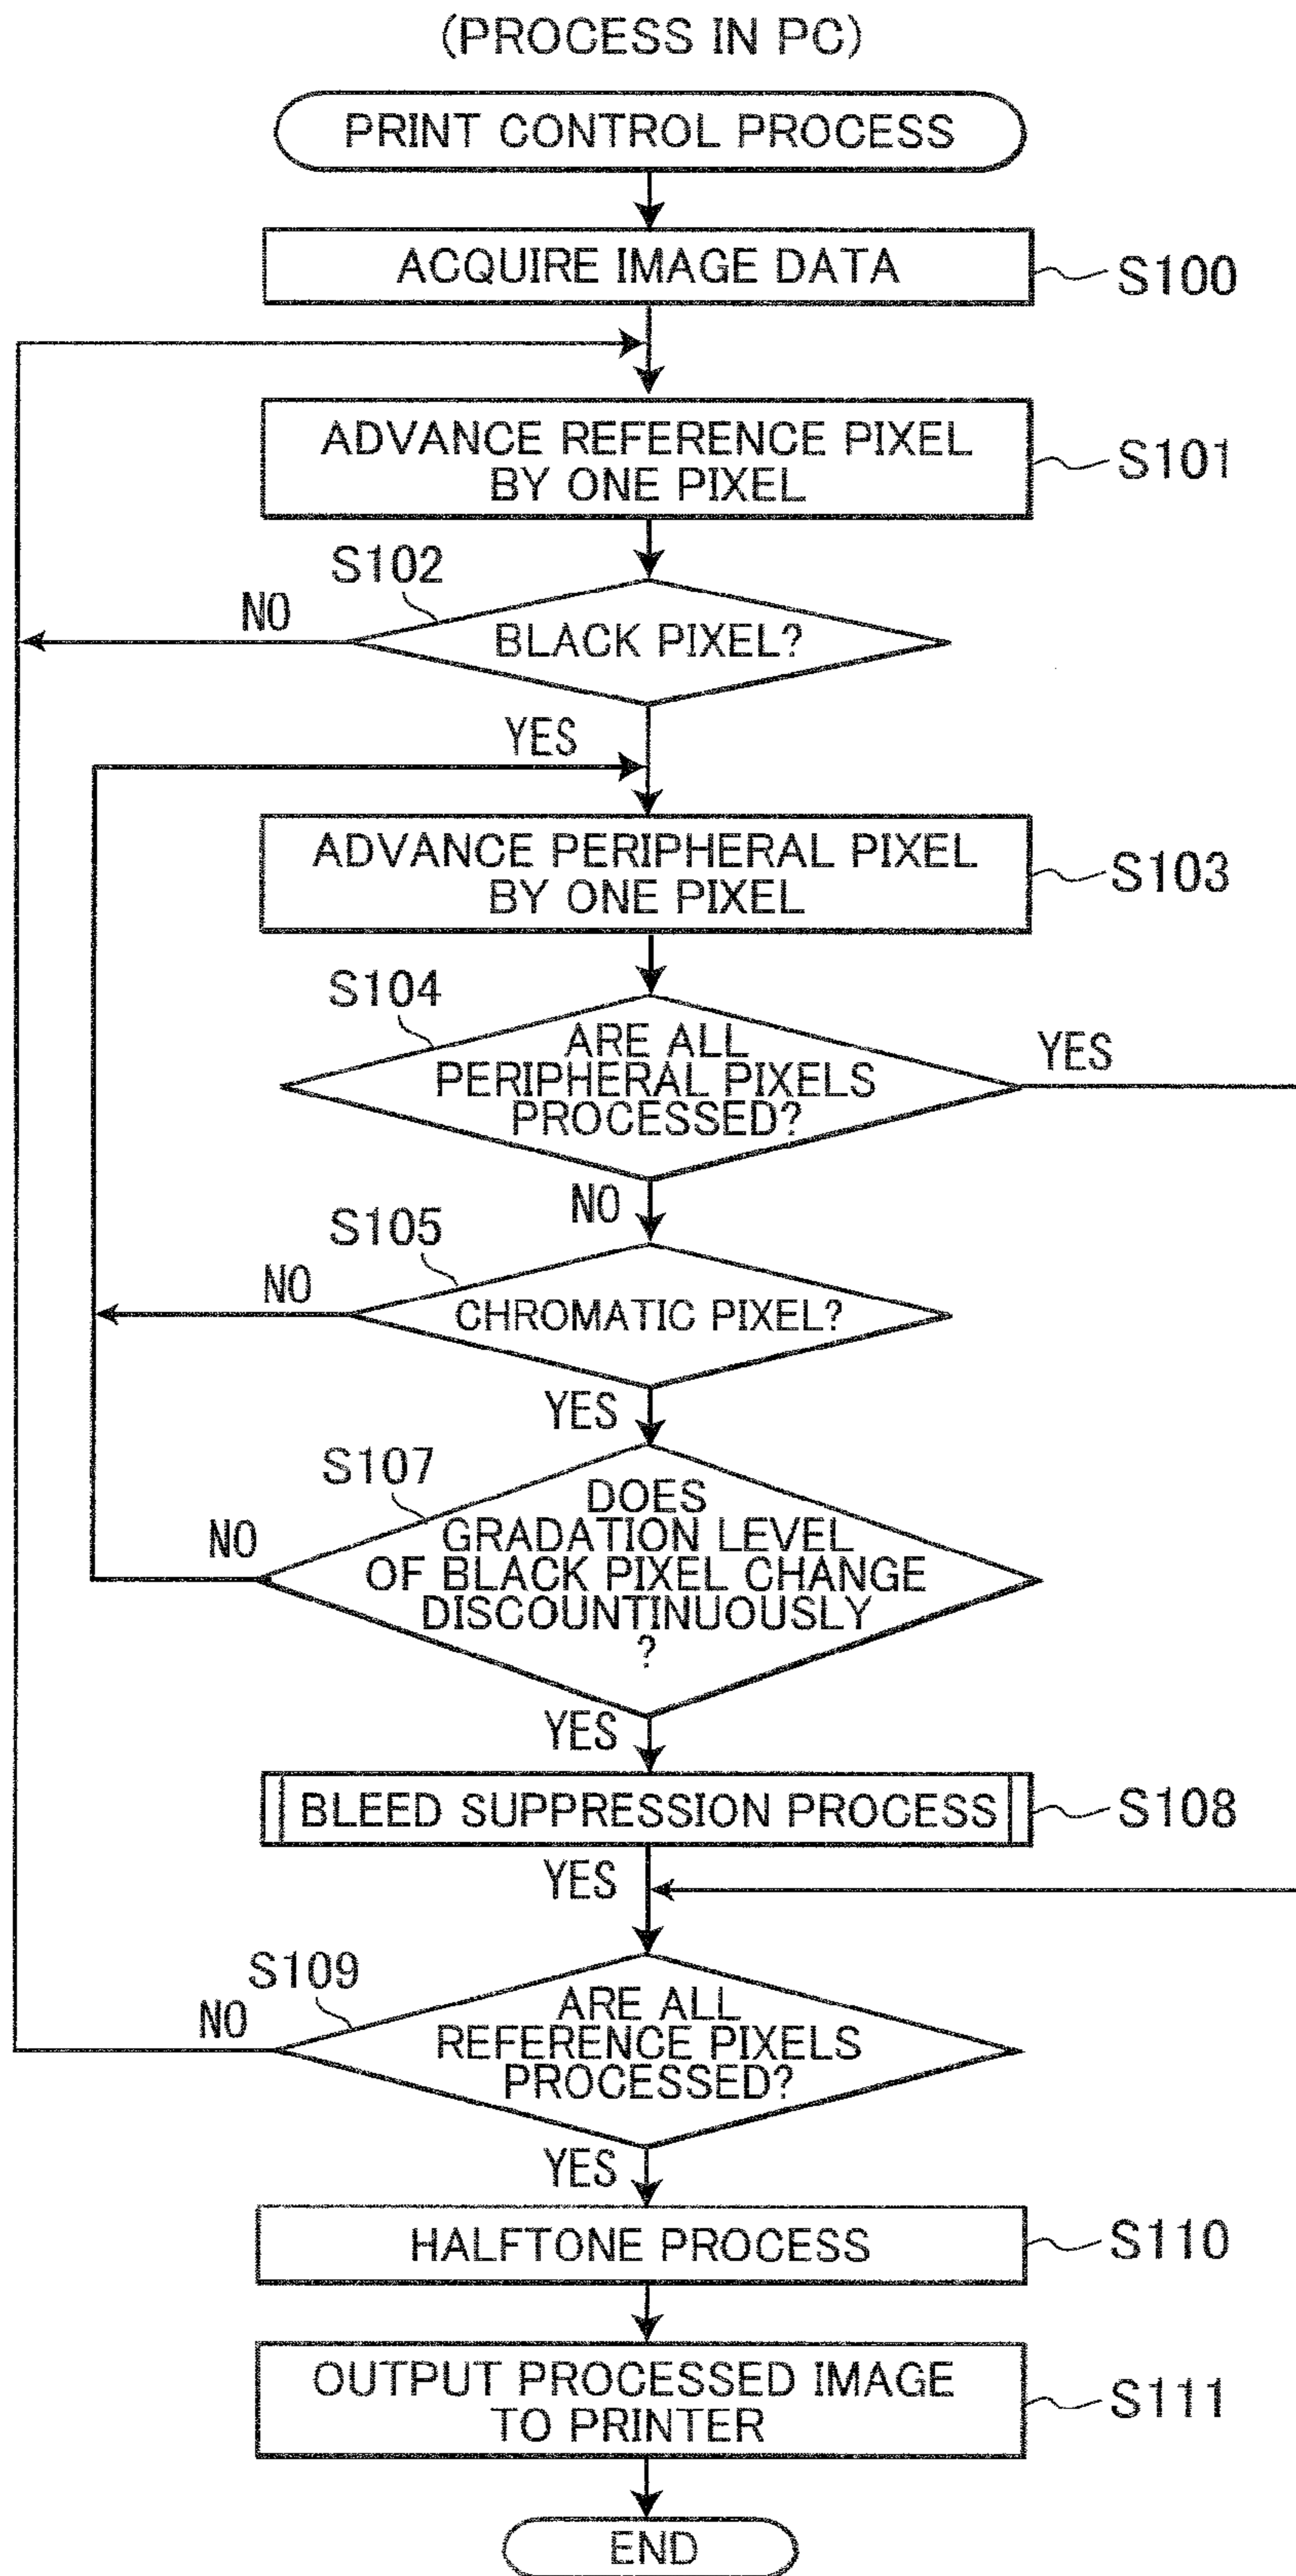 (PROCESS IN PC)
PRINT CONTROL PROCESS
ACQUIRE IMAGE DATA
S100
ADVANCE REFERENCE PIXEL
BY ONE PIXEL
S101
S102
NO
BLACK PIXEL?
YES
ADVANCE PERIPHERAL PIXEL
BY ONE PIXEL
S103
S104
ARE ALL
PERIPHERAL PIXELS
PROCESSED?
YES
NO
S105
NO
CHROMATIC PIXEL?
YES
S107
NO
DOES
GRADATION LEVEL
OF BLACK PIXEL CHANGE
DISCOUNTINUOUSLY
?
YES
BLEED SUPPRESSION PROCESS
S108
YES
S109
NO
ARE ALL
REFERENCE PIXELS
PROCESSED?
YES
HALFTONE PROCESS
S110
OUTPUT PROCESSED IMAGE
TO PRINTER
S111
END